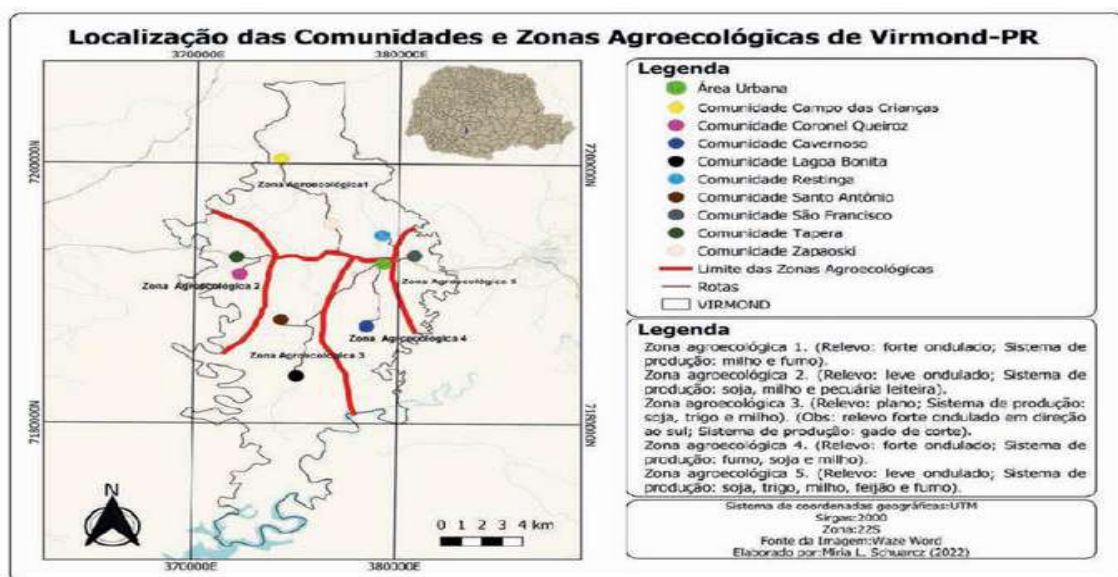 Localização das Comunidades e Zonas Agroecológicas de Virmond-PR
370000E
380000E
7200000N
7200000N
Zona Agroecológica1
Zona Agroecológica 2
Zona Agroecológica 5
Zona Agroecológica 4
Zona Agroecológica 3
7180000N
7180000N
N
0 1 2 3 4 km
370000E
380000E
Legenda
Área Urbana
Comunidade Campo das Crianças
Comunidade Coronel Queiroz
Comunidade Cavernoso
Comunidade Lagoa Bonita
Comunidade Restinga
Comunidade Santo Antônio
Comunidade São Francisco
Comunidade Tapera
Comunidade Zapaoski
Limite das Zonas Agroecológicas
Rotas
VIRMOND
Legenda
Zona agroecológica 1. (Relevo: forte ondulado; Sistema de
produção: milho e fumo).
Zona agroecológica 2. (Relevo: leve ondulado; Sistema de
produção: soja, milho e pecuária leiteira).
Zona agroecológica 3. (Relevo: plano; Sistema de produção:
soja, trigo e milho). (Obs: relevo forte ondulado em direção
ao sul; Sistema de produção: gado de corte).
Zona agroecológica 4. (Relevo: forte ondulado; Sistema de
produção: fumo, soja e milho).
Zona agroecológica 5. (Relevo: leve ondulado; Sistema de
produção: soja, trigo, milho, feijão e fumo).
Sistema de coordenadas geográficas:UTM
Sirgas:2000
Zona:22S
Fonte da Imagem:Waze Word
Elaborado por:Miria L. Schuarcz (2022)